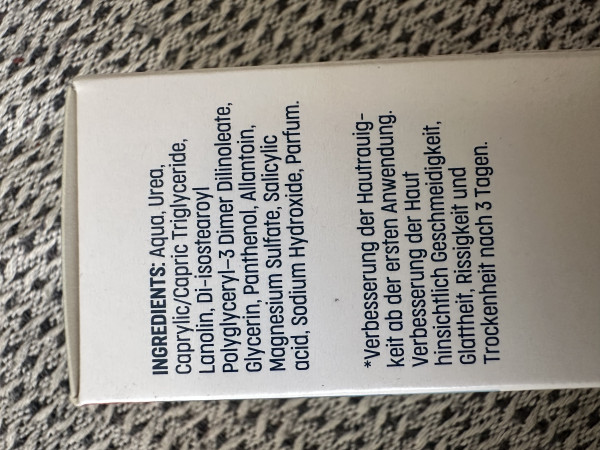 INGREDIENTS: Aqua, Urea,
Caprylic/Capric Triglyceride,
Lanolin, Di-isostearoyl
Polyglyceryl-3 Dimer Dilinoleate,
Glycerin, Panthenol, Allantoin,
Magnesium Sulfate, Salicylic
acid, Sodium Hydroxide, Parfum.
*Verbesserung der Hautrauig-
keit ab der ersten Anwendung.
Verbesserung der Haut
hinsichtlich Geschmeidigkeit,
Glattheit, Rissigkeit und
Trockenheit nach 3 Tagen.